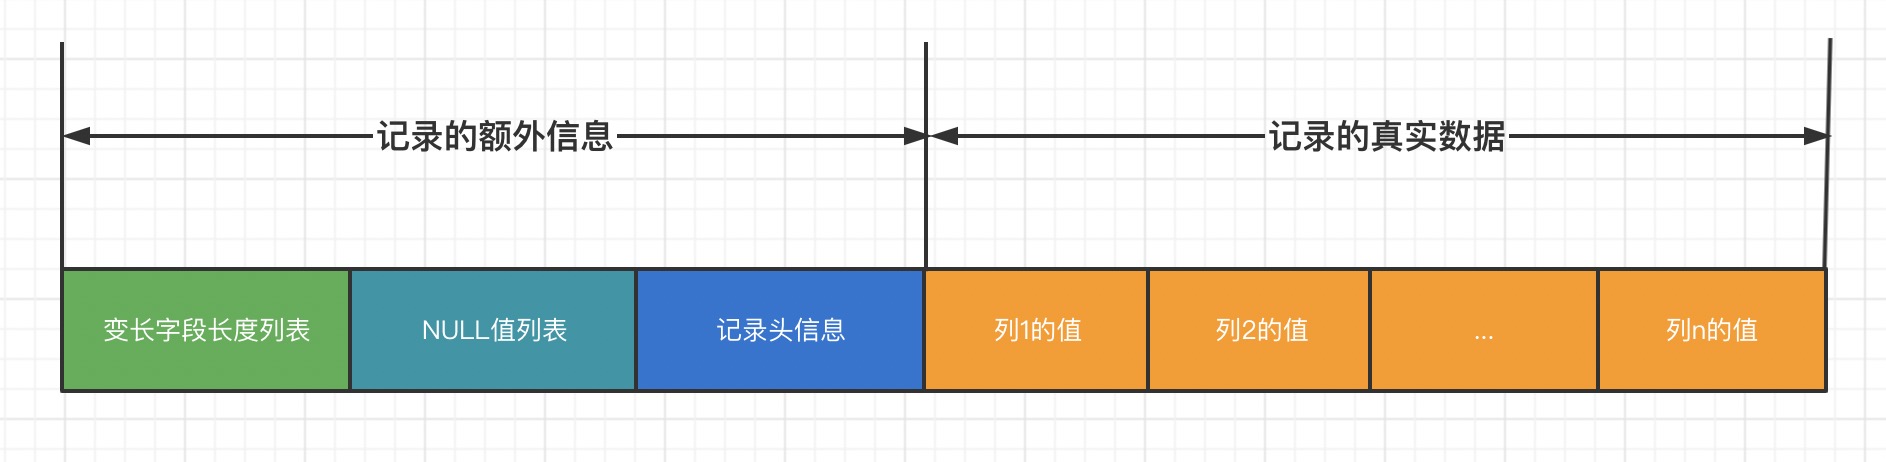 记录的额外信息
记录的真实数据
变长字段长度列表
NULL值列表
记录头信息
列1的值
列2的值
...
列n的值